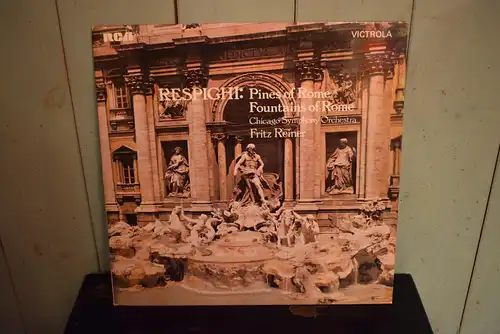 RCA
VICTROLA
RESPIGHI: Pines of Rome,
Fountains of Rome
Chicago Symphony Orchestra
Fritz Reiner